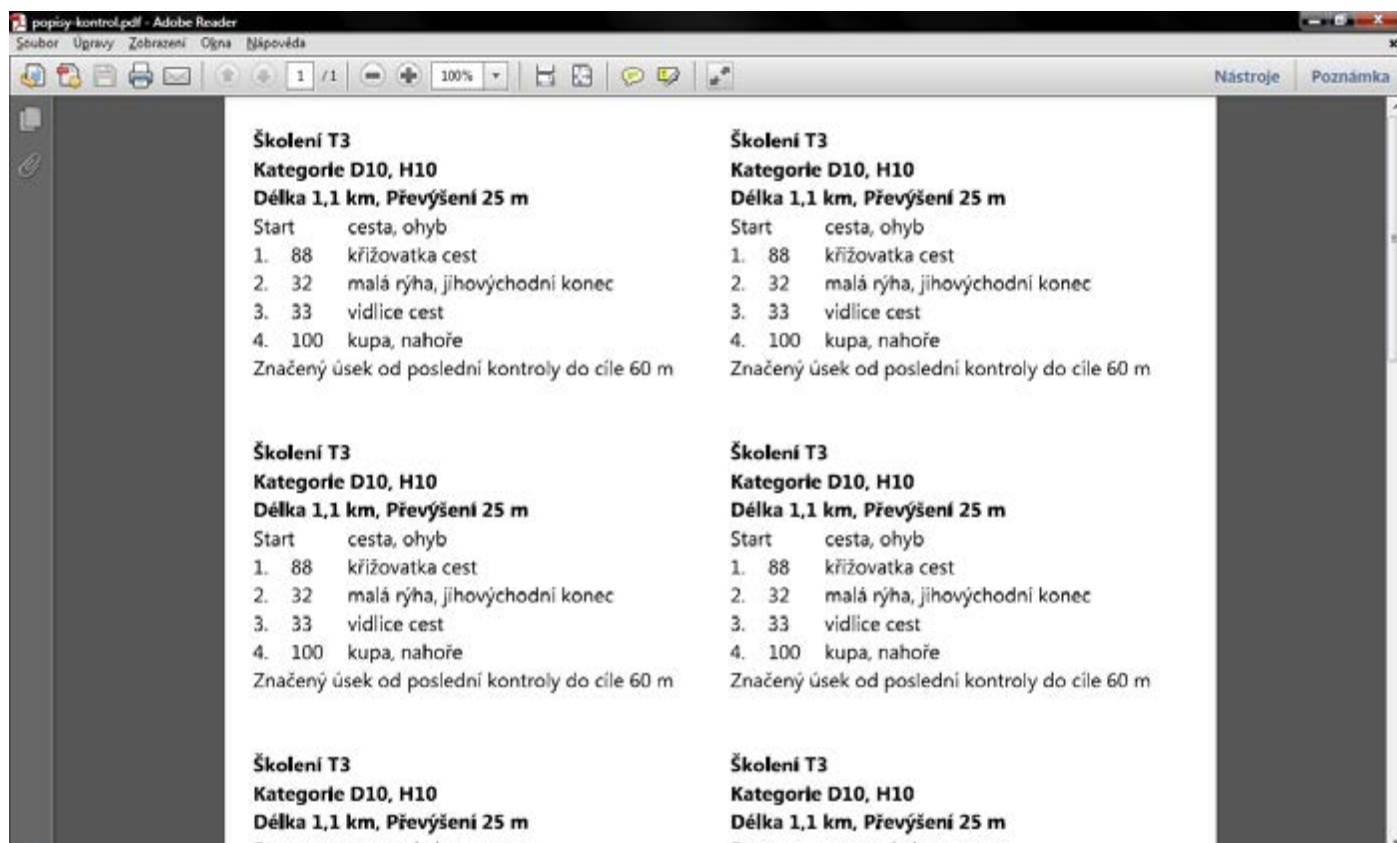 popisy-kontrol.pdf - Adobe Reader
Soubor Úpravy Zobrazení Okna Nápověda
1 / 1 100% Nástroje Poznámka
Školení T3
Kategorie D10, H10
Délka 1,1 km, Převýšení 25 m
Start cesta, ohyb
1. 88 křižovatka cest
2. 32 malá rýha, jihovýchodní konec
3. 33 vidlice cest
4. 100 kupa, nahoře
Značený úsek od poslední kontroly do cíle 60 m
Školení T3
Kategorie D10, H10
Délka 1,1 km, Převýšení 25 m
Start cesta, ohyb
1. 88 křižovatka cest
2. 32 malá rýha, jihovýchodní konec
3. 33 vidlice cest
4. 100 kupa, nahoře
Značený úsek od poslední kontroly do cíle 60 m
Školení T3
Kategorie D10, H10
Délka 1,1 km, Převýšení 25 m
Start cesta, ohyb
1. 88 křižovatka cest
2. 32 malá rýha, jihovýchodní konec
3. 33 vidlice cest
4. 100 kupa, nahoře
Značený úsek od poslední kontroly do cíle 60 m
Školení T3
Kategorie D10, H10
Délka 1,1 km, Převýšení 25 m
Start cesta, ohyb
1. 88 křižovatka cest
2. 32 malá rýha, jihovýchodní konec
3. 33 vidlice cest
4. 100 kupa, nahoře
Značený úsek od poslední kontroly do cíle 60 m
Školení T3
Kategorie D10, H10
Délka 1,1 km, Převýšení 25 m
Školení T3
Kategorie D10, H10
Délka 1,1 km, Převýšení 25 m